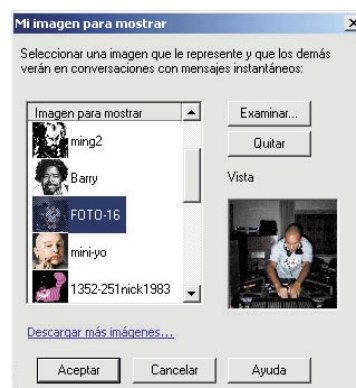 Mi imagen para mostrar
Seleccionar una imagen que le represente y que los demás
verán en conversaciones con mensajes instantáneos:
Imagen para mostrar
ming2
Barry
FOTO-16
mini-yo
1352-251nick1983
Examinar...
Quitar
Vista
Descargar más imágenes...
Aceptar
Cancelar
Ayuda